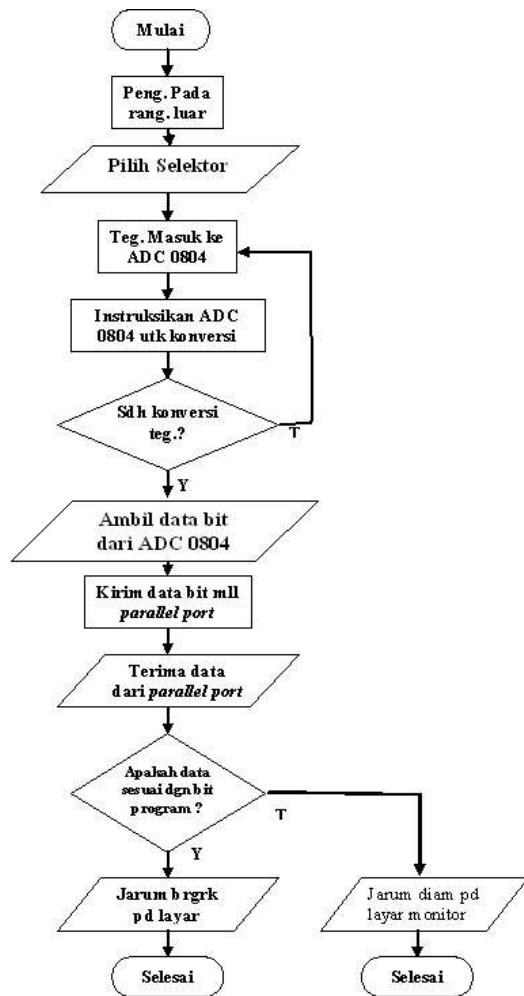 Mulai
Peng. Pada
rang. luar
Pilih Selektor
Teg. Masuk ke
ADC 0804
Instruksikan ADC
0804 utk konversi
Sdh konversi
teg.?
T
Y
Ambil data bit
dari ADC 0804
Kirim data bit mll
parallel port
Terima data
dari parallel port
Apakah data
sesuai dgn bit
program ?
T
Y
Jarum brgrk
pd layar
Jarum diam pd
layar monitor
Selesai
Selesai